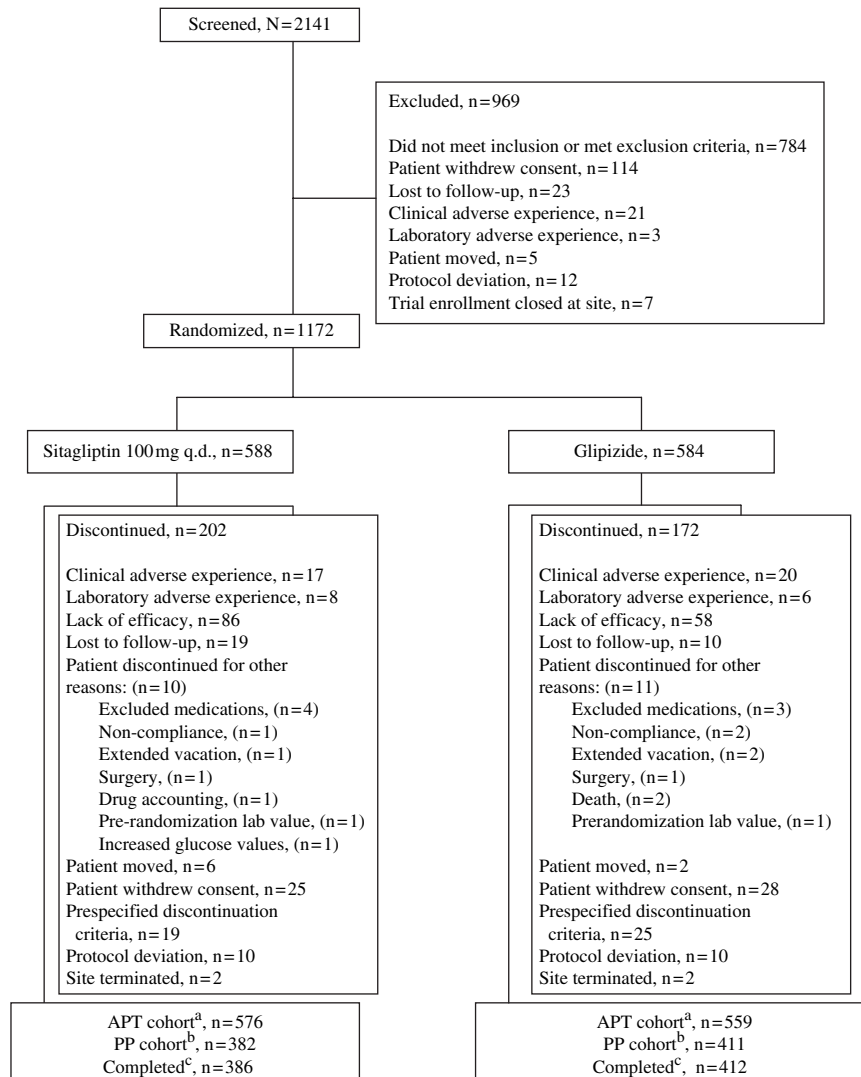 Screened, N=2141
Excluded, n=969
Did not meet inclusion or met exclusion criteria, n=784
Patient withdrew consent, n=114
Lost to follow-up, n=23
Clinical adverse experience, n=21
Laboratory adverse experience, n=3
Patient moved, n=5
Protocol deviation, n=12
Trial enrollment closed at site, n=7
Randomized, n=1172
Sitagliptin 100mg q.d., n=588
Discontinued, n=202
Clinical adverse experience, n=17
Laboratory adverse experience, n=8
Lack of efficacy, n=86
Lost to follow-up, n=19
Patient discontinued for other
reasons: (n=10)
Excluded medications, (n=4)
Non-compliance, (n=1)
Extended vacation, (n=1)
Surgery, (n=1)
Drug accounting, (n=1)
Pre-randomization lab value, (n=1)
Increased glucose values, (n=1)
Patient moved, n=6
Patient withdrew consent, n=25
Prespecified discontinuation
criteria, n=19
Protocol deviation, n=10
Site terminated, n=2
APT cohortᵃ, n=576
PP cohortᵇ, n=382
Completedᶜ, n=386
Glipizide, n=584
Discontinued, n=172
Clinical adverse experience, n=20
Laboratory adverse experience, n=6
Lack of efficacy, n=58
Lost to follow-up, n=10
Patient discontinued for other
reasons: (n=11)
Excluded medications, (n=3)
Non-compliance, (n=2)
Extended vacation, (n=2)
Surgery, (n=1)
Death, (n=2)
Prerandomization lab value, (n=1)
Patient moved, n=2
Patient withdrew consent, n=28
Prespecified discontinuation
criteria, n=25
Protocol deviation, n=10
Site terminated, n=2
APT cohortᵃ, n=559
PP cohortᵇ, n=411
Completedᶜ, n=412